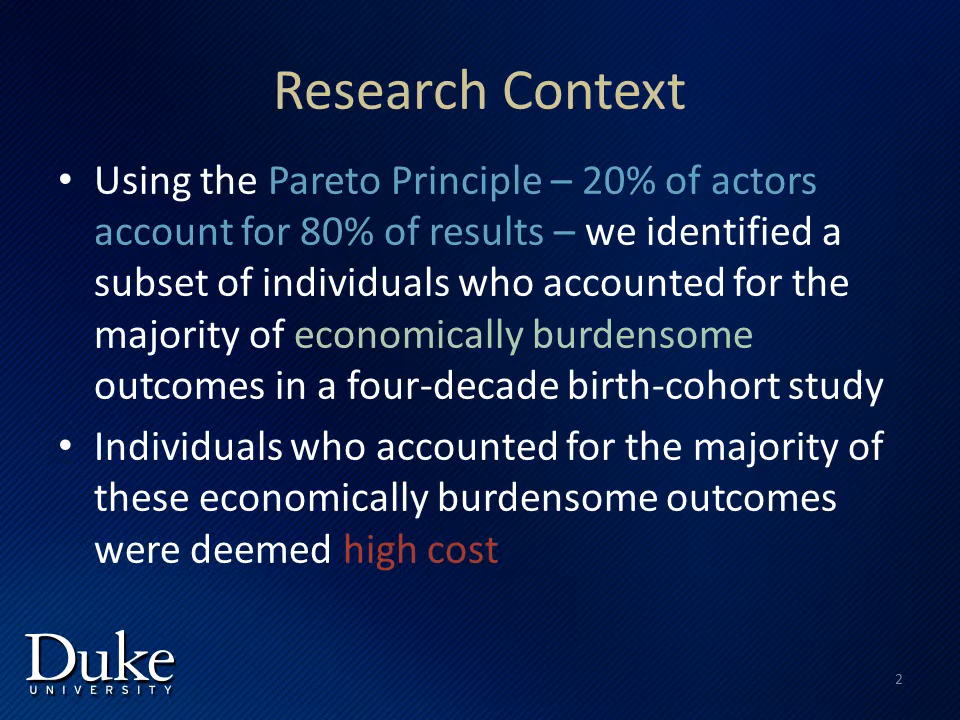 Research Context
• Using the Pareto Principle – 20% of actors
account for 80% of results – we identified a
subset of individuals who accounted for the
majority of economically burdensome
outcomes in a four-decade birth-cohort study
• Individuals who accounted for the majority of
these economically burdensome outcomes
were deemed high cost
Duke
UNIVERSITY
2